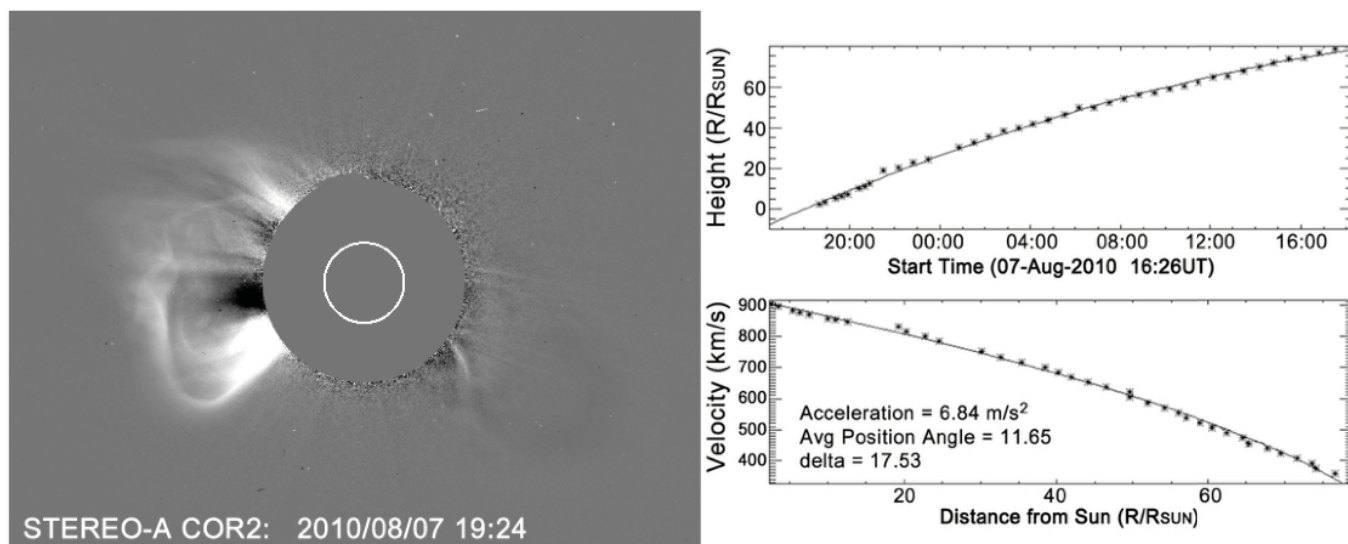 STEREO-A COR2: 2010/08/07 19:24
Height (R/RSUN)
60
40
20
0
20:00 00:00 04:00 08:00 12:00 16:00
Start Time (07-Aug-2010 16:26UT)
Velocity (km/s)
900
800
700
600
500
400
Acceleration = 6.84 m/s²
Avg Position Angle = 11.65
delta = 17.53
20 40 60
Distance from Sun (R/RSUN)